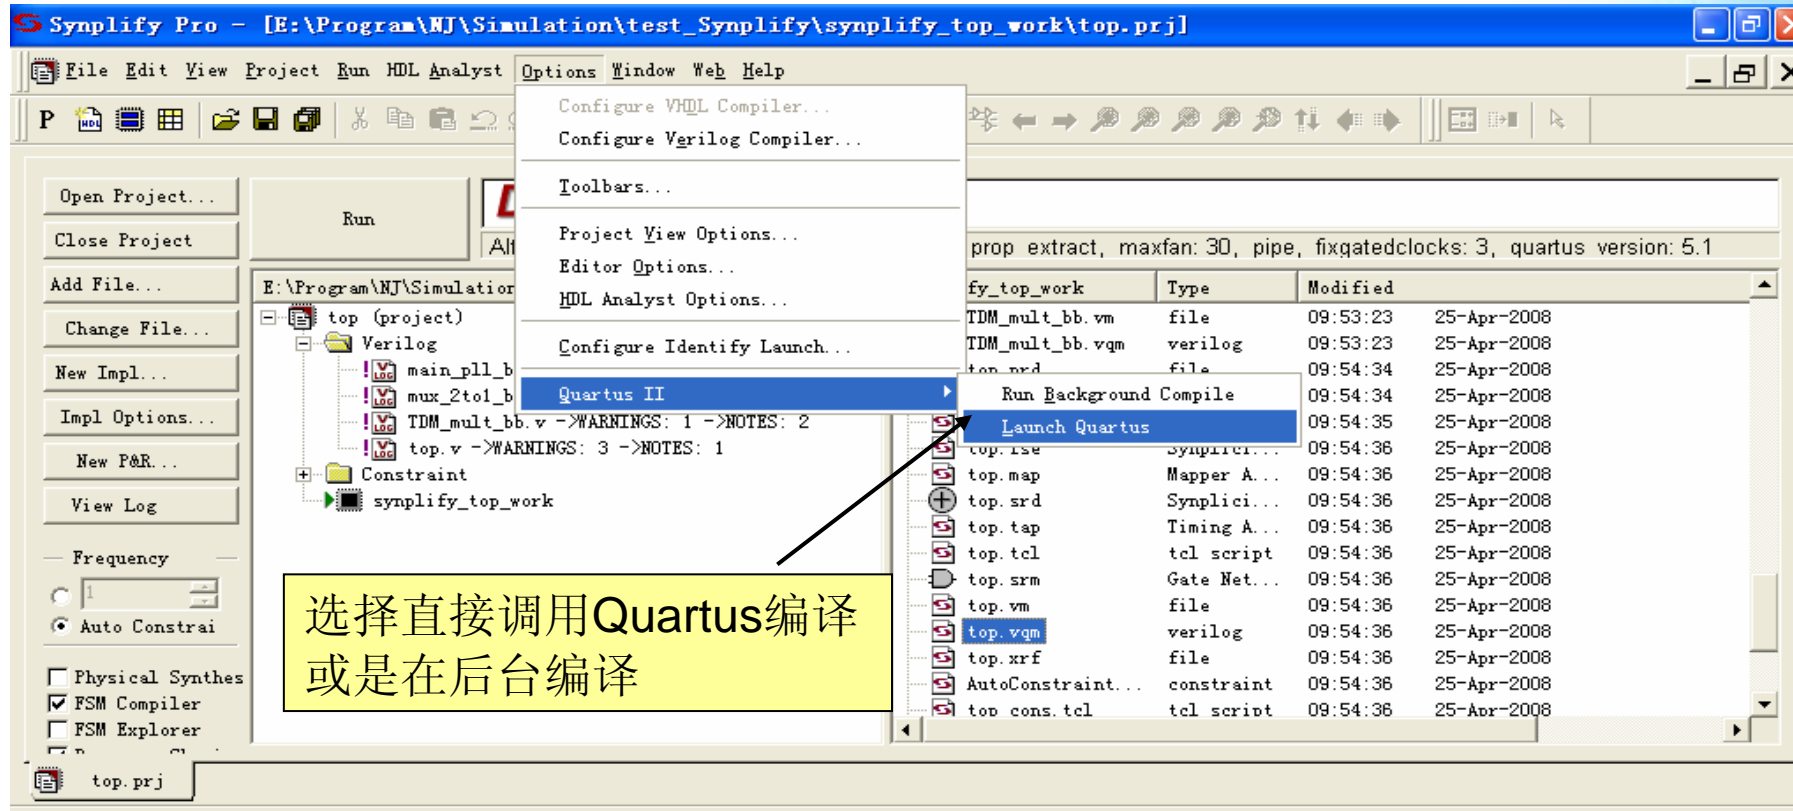 Synplify Pro - [E:\Program\NJ\Simulation\test_Synplify\synplify_top_work\top.prj]
File Edit View Project Run HDL Analyst Options Window Web Help
P
Configure VHDL Compiler...
Configure Verilog Compiler...
Toolbars...
Project View Options...
Editor Options...
HDL Analyst Options...
Configure Identify Launch...
Quartus II
Run Background Compile
Launch Quartus
Open Project...
Close Project
Add File...
Change File...
New Impl...
Impl Options...
New P&R...
View Log
Frequency
1
Auto Constrai
Physical Synthes
FSM Compiler
FSM Explorer
Run
Alt
prop extract, maxfan: 30, pipe, fixgatedclocks: 3, quartus version: 5.1
E:\Program\NJ\Simulation
top (project)
Verilog
main_pll_b
mux_2to1_b
TDM_mult_bb.v ->WARNINGS: 1 ->NOTES: 2
top.v ->WARNINGS: 3 ->NOTES: 1
Constraint
synplify_top_work
fy_top_work Type Modified
TDM_mult_bb.vm file 09:53:23 25-Apr-2008
TDM_mult_bb.vqm verilog 09:53:23 25-Apr-2008
top.prd file 09:54:34 25-Apr-2008
09:54:34 25-Apr-2008
09:54:35 25-Apr-2008
Synplici... 09:54:36 25-Apr-2008
top.map Mapper A... 09:54:36 25-Apr-2008
top.srd Synplici... 09:54:36 25-Apr-2008
top.tap Timing A... 09:54:36 25-Apr-2008
top.tcl tcl script 09:54:36 25-Apr-2008
top.srm Gate Net... 09:54:36 25-Apr-2008
top.vm file 09:54:36 25-Apr-2008
top.vqm verilog 09:54:36 25-Apr-2008
top.xrf file 09:54:36 25-Apr-2008
AutoConstraint... constraint 09:54:36 25-Apr-2008
top_cons.tcl tcl script 09:54:36 25-Apr-2008
选择直接调用Quartus编译
或是在后台编译
top.prj